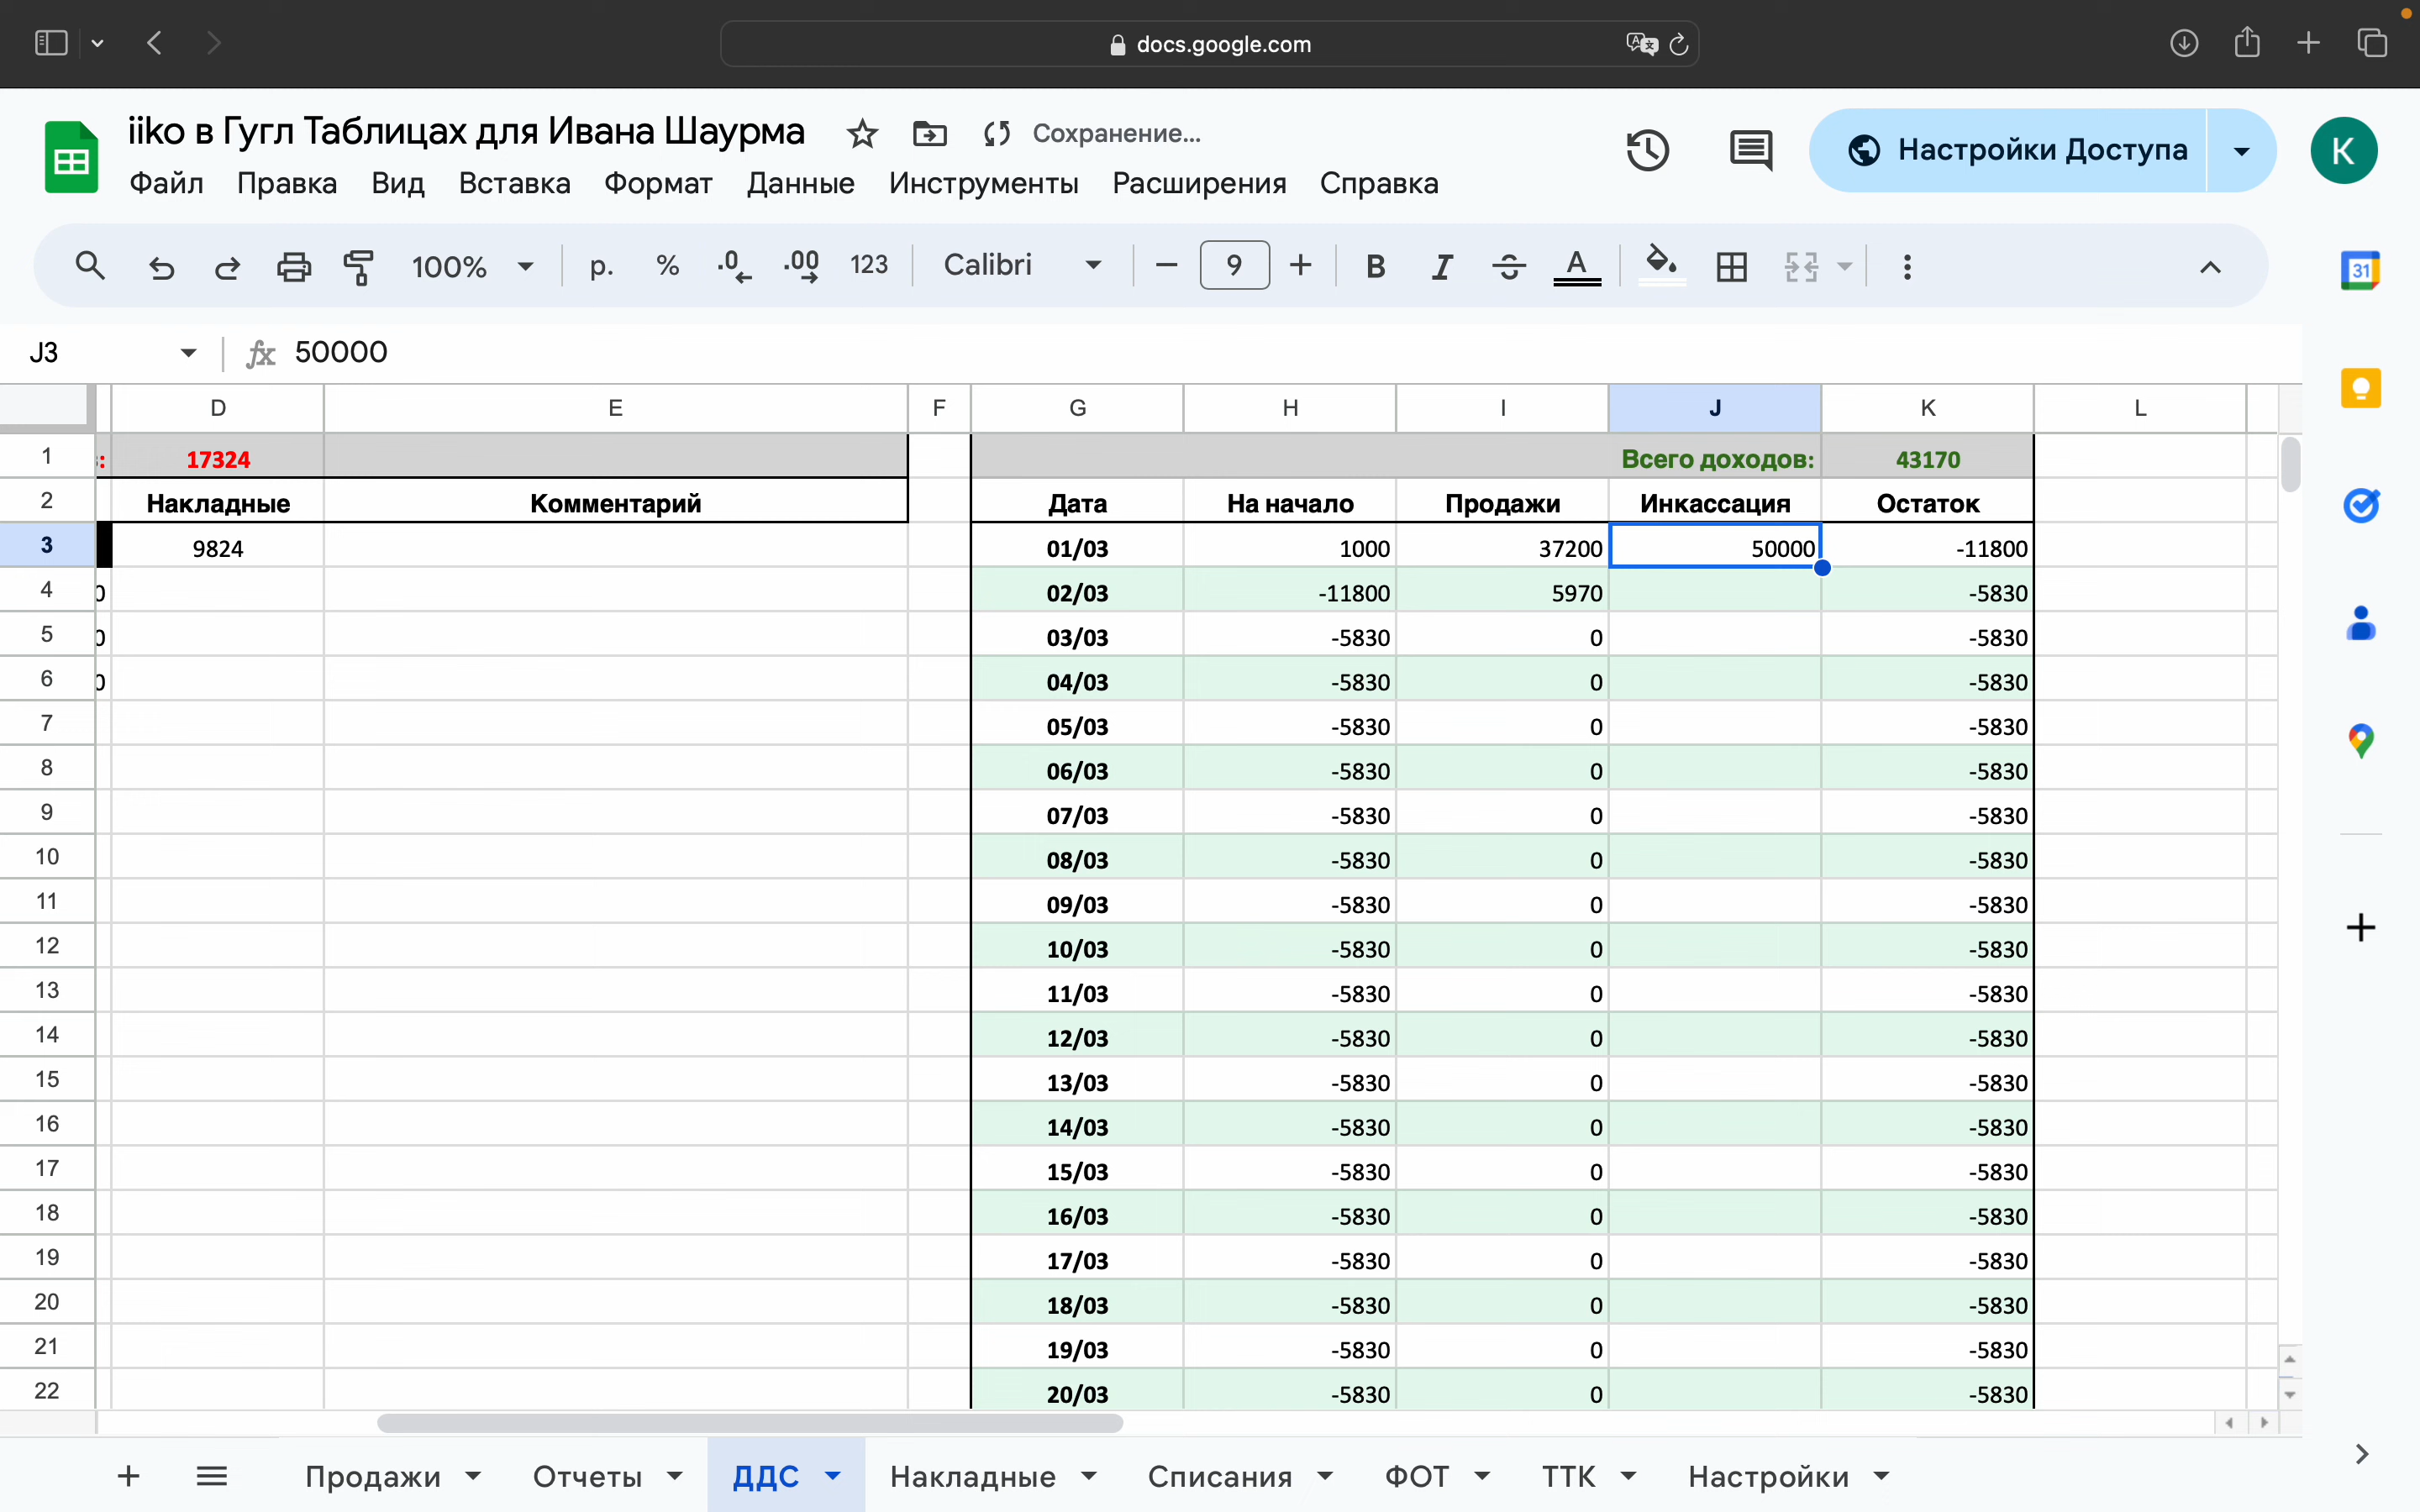 docs.google.com
iiko в Гугл Таблицах для Ивана Шаурма
Сохранение...
Файл Правка Вид Вставка Формат Данные Инструменты Расширения Справка
Настройки Доступа
K
100% р. % .0 .00 123 Calibri 9 B I A
31
J3 50000
D E F G H I J K L
1 : 17324 Всего доходов: 43170
2 Накладные Комментарий Дата На начало Продажи Инкассация Остаток
3 9824 01/03 1000 37200 50000 -11800
4 0 02/03 -11800 5970 -5830
5 0 03/03 -5830 0 -5830
6 0 04/03 -5830 0 -5830
7 05/03 -5830 0 -5830
8 06/03 -5830 0 -5830
9 07/03 -5830 0 -5830
10 08/03 -5830 0 -5830
11 09/03 -5830 0 -5830
12 10/03 -5830 0 -5830
13 11/03 -5830 0 -5830
14 12/03 -5830 0 -5830
15 13/03 -5830 0 -5830
16 14/03 -5830 0 -5830
17 15/03 -5830 0 -5830
18 16/03 -5830 0 -5830
19 17/03 -5830 0 -5830
20 18/03 -5830 0 -5830
21 19/03 -5830 0 -5830
22 20/03 -5830 0 -5830
Продажи Отчеты ДДС Накладные Списания ФОТ ТТК Настройки